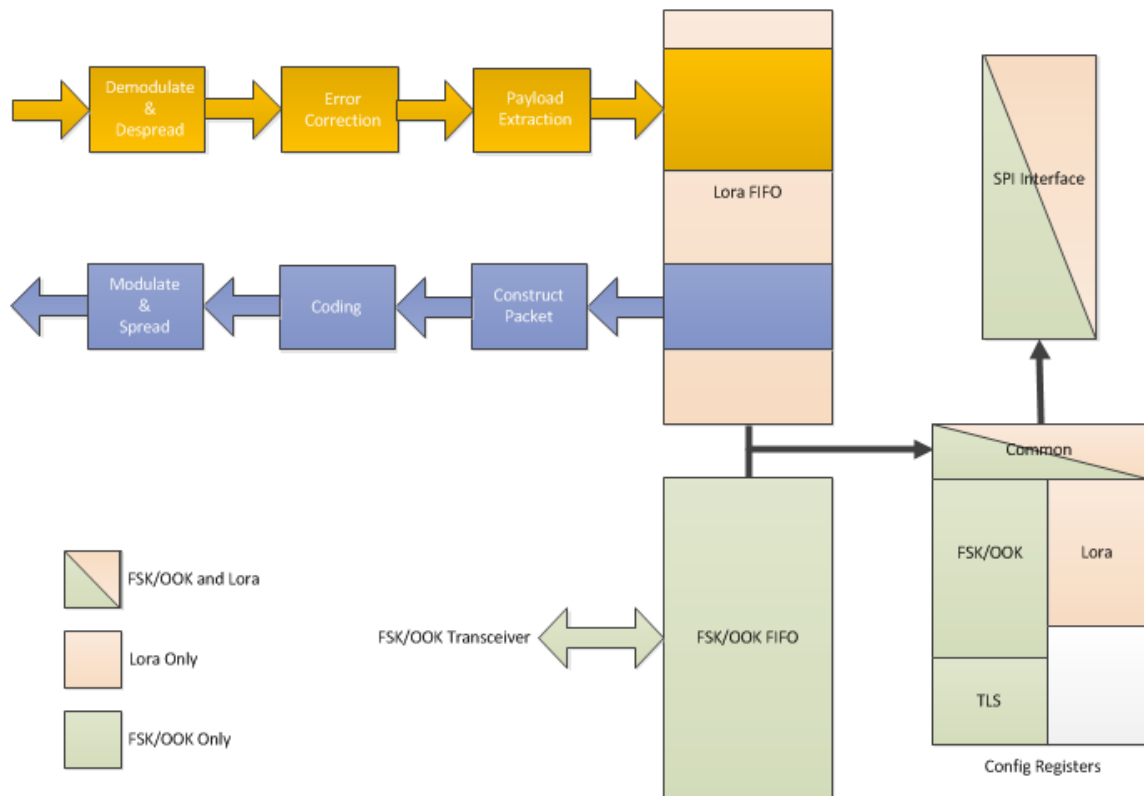 Demodulate
&
Despread
Error
Correction
Payload
Extraction
Lora FIFO
SPI Interface
Modulate
&
Spread
Coding
Construct
Packet
Common
FSK/OOK
Lora
TLS
Config Registers
FSK/OOK and Lora
Lora Only
FSK/OOK Only
FSK/OOK Transceiver
FSK/OOK FIFO